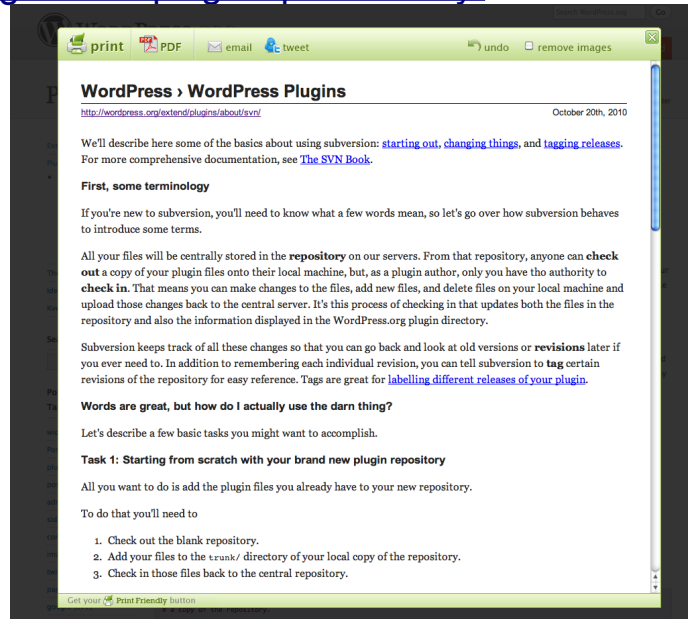 Search WordPress.org Go
print PDF email tweet undo remove images
WordPress › WordPress Plugins
http://wordpress.org/extend/plugins/about/svn/ October 20th, 2010
We'll describe here some of the basics about using subversion: starting out, changing things, and tagging releases.
For more comprehensive documentation, see The SVN Book.
First, some terminology
If you're new to subversion, you'll need to know what a few words mean, so let's go over how subversion behaves
to introduce some terms.
All your files will be centrally stored in the repository on our servers. From that repository, anyone can check
out a copy of your plugin files onto their local machine, but, as a plugin author, only you have tho authority to
check in. That means you can make changes to the files, add new files, and delete files on your local machine and
upload those changes back to the central server. It's this process of checking in that updates both the files in the
repository and also the information displayed in the WordPress.org plugin directory.
Subversion keeps track of all these changes so that you can go back and look at old versions or revisions later if
you ever need to. In addition to remembering each individual revision, you can tell subversion to tag certain
revisions of the repository for easy reference. Tags are great for labelling different releases of your plugin.
Words are great, but how do I actually use the darn thing?
Let's describe a few basic tasks you might want to accomplish.
Task 1: Starting from scratch with your brand new plugin repository
All you want to do is add the plugin files you already have to your new repository.
To do that you'll need to
1. Check out the blank repository.
2. Add your files to the trunk/ directory of your local copy of the repository.
3. Check in those files back to the central repository.
Get your Print Friendly button